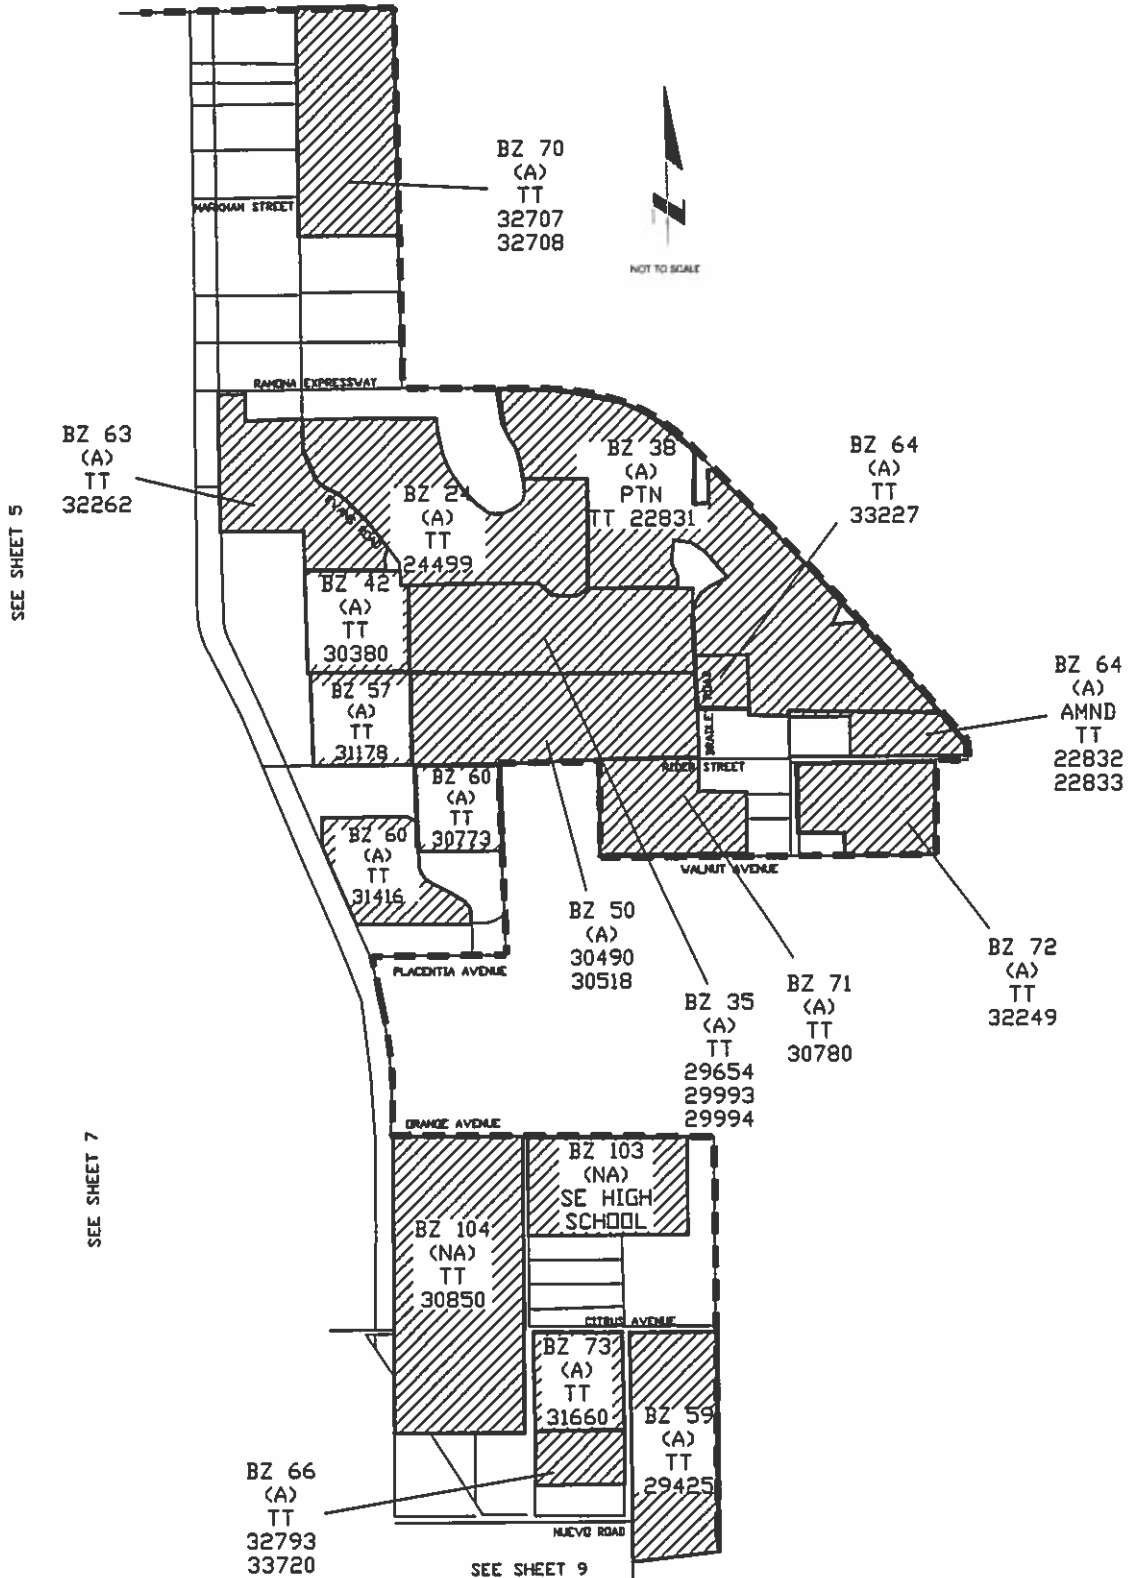 BZ 70
(A)
TT
32707
32708
MARKHAM STREET
NOT TO SCALE
RAMONA EXPRESSWAY
BZ 63
(A)
TT
32262
SEE SHEET 5
BZ 38
(A)
PTN
TT 22831
BZ 64
(A)
TT
33227
(A)
TT
24499
BZ 42
(A)
TT
30380
BZ 57
(A)
TT
31178
ROAD
BZ 64
(A)
AMND
TT
22832
22833
RIDER STREET
BZ 60
(A)
TT
30773
BZ 60
(A)
TT
31416
WALNUT AVENUE
BZ 50
(A)
30490
30518
BZ 35
(A)
TT
29654
29993
29994
BZ 71
(A)
TT
30780
BZ 72
(A)
TT
32249
PLACENTIA AVENUE
SEE SHEET 7
ORANGE AVENUE
BZ 103
(NA)
SE HIGH
SCHOOL
BZ 104
(NA)
TT
30850
CITRUS AVENUE
BZ 73
(A)
TT
31660
BZ 59
(A)
TT
29425
BZ 66
(A)
TT
32793
33720
NUEVO ROAD
SEE SHEET 9